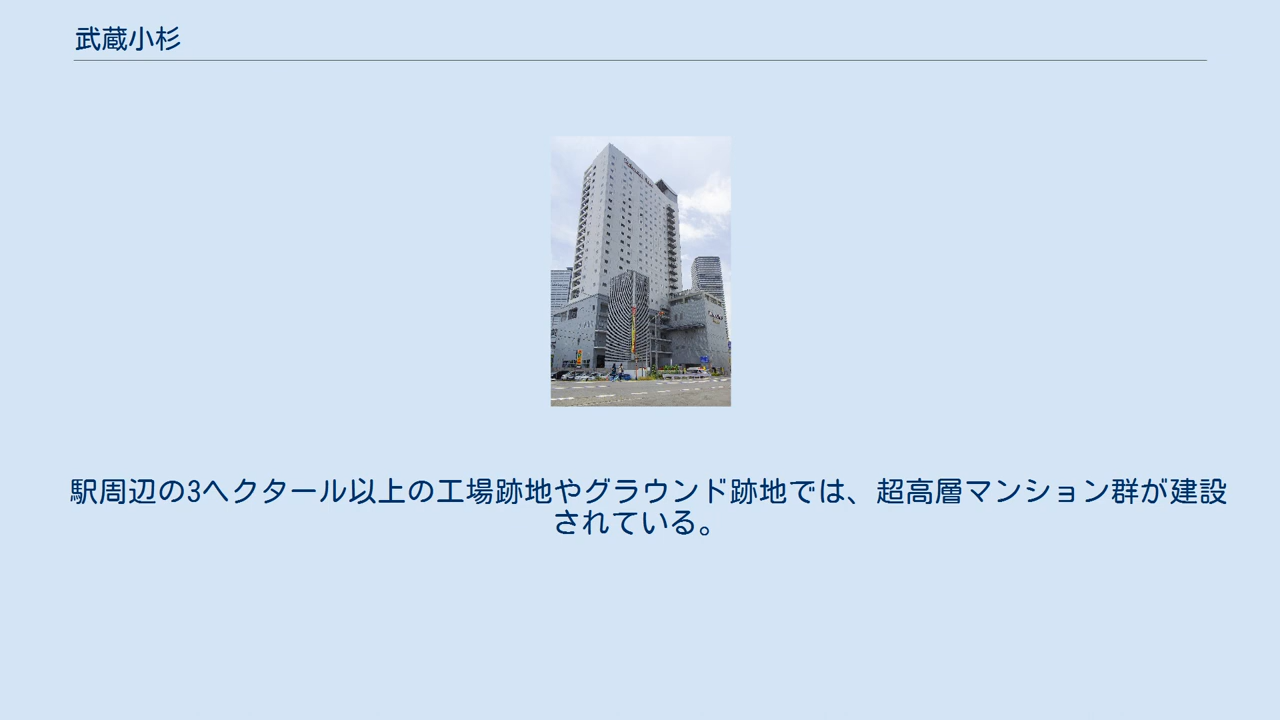 武蔵小杉
駅周辺の3ヘクタール以上の工場跡地やグラウンド跡地では、超高層マンション群が建設
されている。